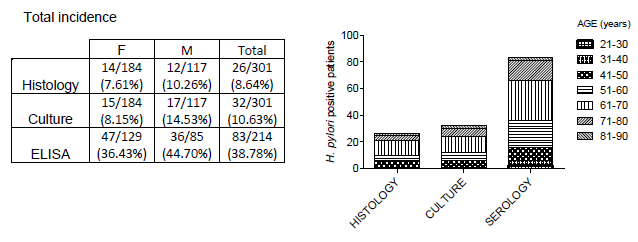 Total incidence
F M Total
Histology 14/184 (7.61%) 12/117 (10.26%) 26/301 (8.64%)
Culture 15/184 (8.15%) 17/117 (14.53%) 32/301 (10.63%)
ELISA 47/129 (36.43%) 36/85 (44.70%) 83/214 (38.78%)
H. pylori positive patients
100
80
60
40
20
0
HISTOLOGY
CULTURE
SEROLOGY
AGE (years)
21-30
31-40
41-50
51-60
61-70
71-80
81-90